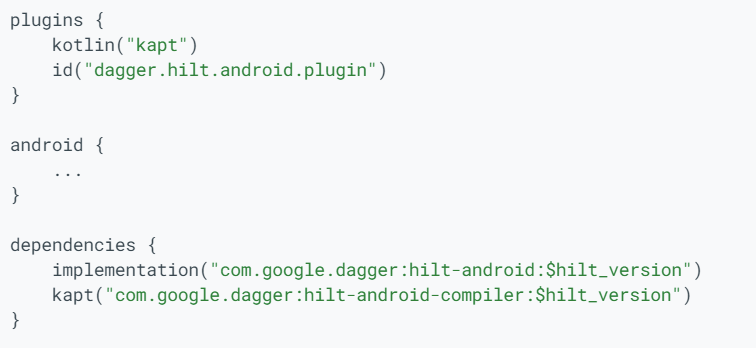 plugins {
    kotlin("kapt")
    id("dagger.hilt.android.plugin")
}

android {
    ...
}

dependencies {
    implementation("com.google.dagger:hilt-android:$hilt_version")
    kapt("com.google.dagger:hilt-android-compiler:$hilt_version")
}